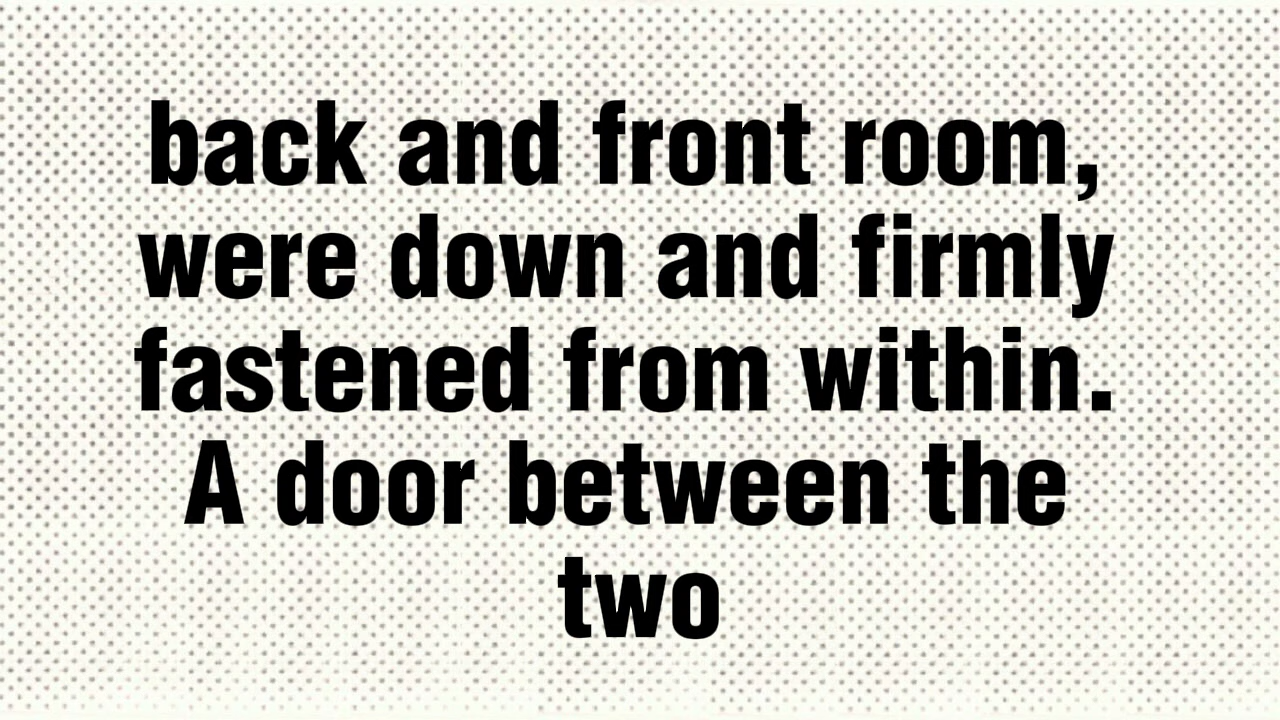 back and front room,
were down and firmly
fastened from within.
A door between the
two